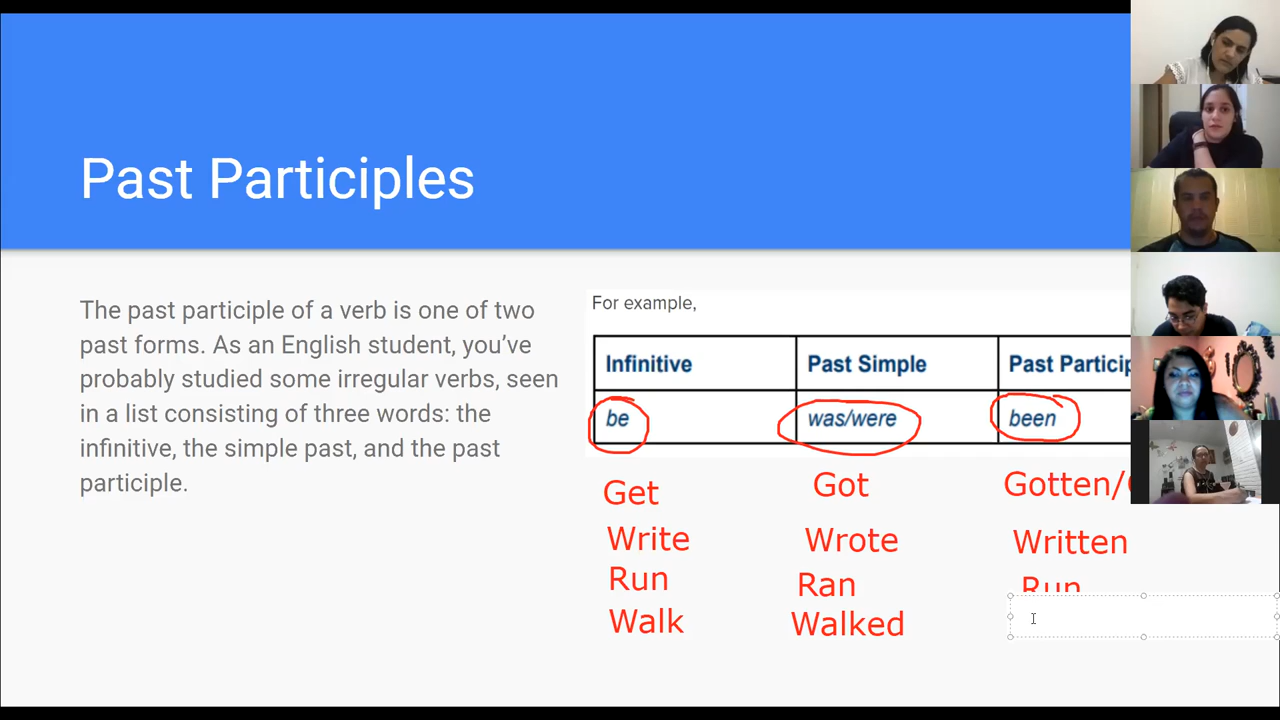 Past Participles
The past participle of a verb is one of two
past forms. As an English student, you've
probably studied some irregular verbs, seen
in a list consisting of three words: the
infinitive, the simple past, and the past
participle.
For example,
Infinitive Past Simple Past
be was/were been
Get Got Gotten/
Write Wrote Written
Run Ran Run
Walk Walked